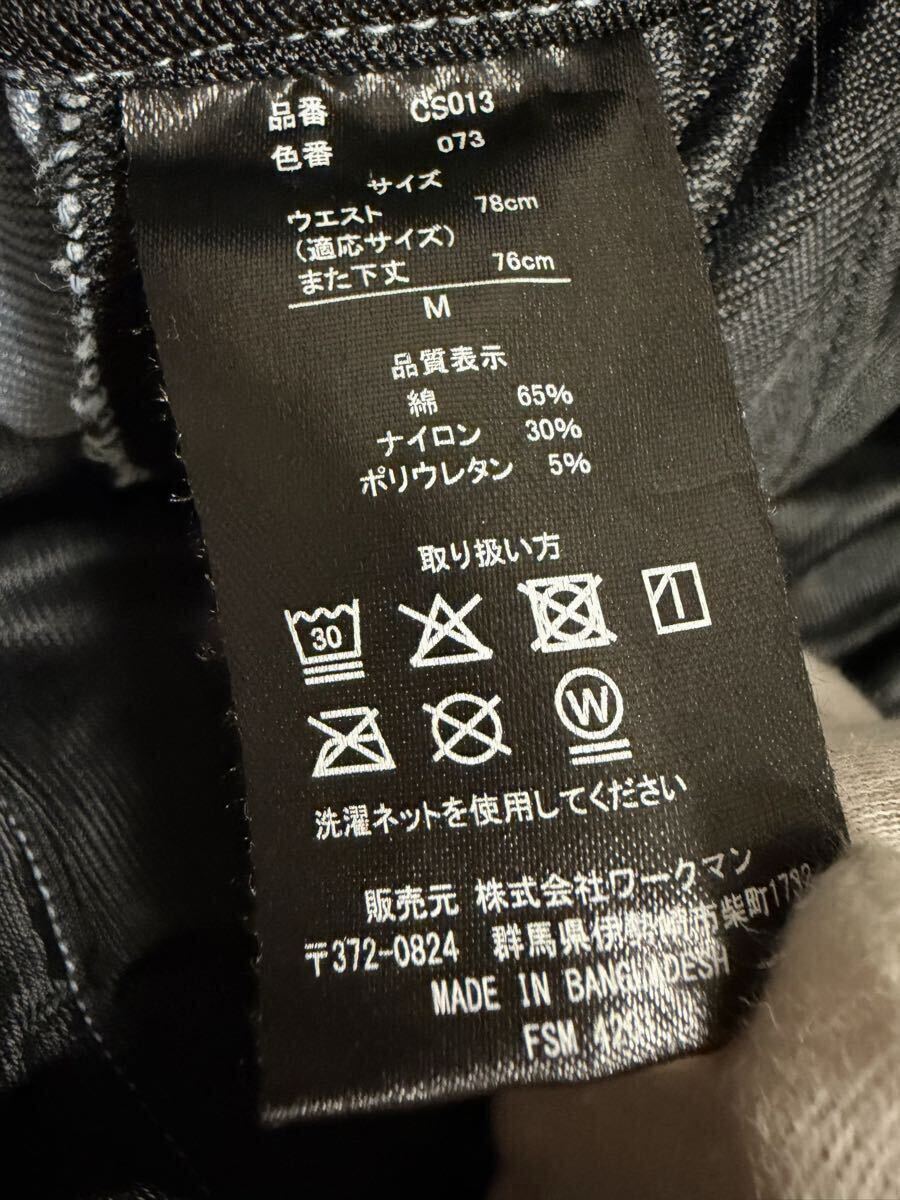 品番 CS013
色番 073
サイズ
ウエスト 78cm
(適応サイズ)
また下丈 76cm
M
品質表示
綿 65%
ナイロン 30%
ポリウレタン 5%
取り扱い方
30
W
洗濯ネットを使用してください
販売元 株式会社ワークマン
〒372-0824 群馬県伊勢崎市柴町1732
MADE IN BANGLADESH
FSM